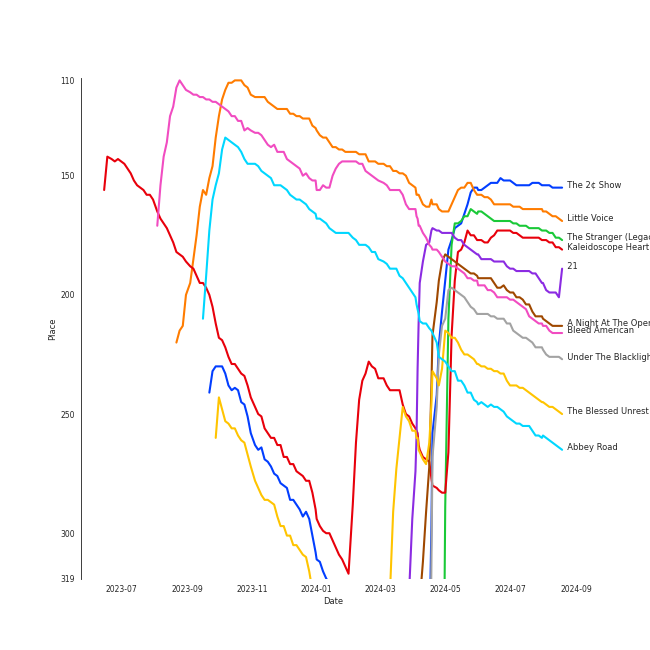 110
150
200
250
300
319
Place
2023-07
2023-09
2023-11
2024-01
2024-03
2024-05
2024-07
2024-09
Date
The 2¢ Show
Little Voice
The Stranger (Legac
Kaleidoscope Heart
21
A Night At The Oper
Bleed American
Under The Blackligh
The Blessed Unrest
Abbey Road